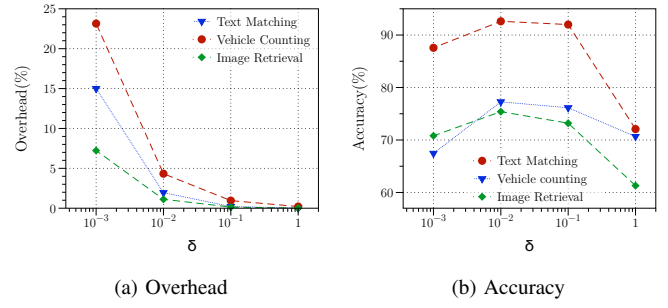 25
20
15
10
5
0
Overhead(%)
Text Matching
Vehicle Counting
Image Retrieval
10⁻³
10⁻²
10⁻¹
1
δ
(a) Overhead
90
80
70
60
Accuracy(%)
Text Matching
Vehicle counting
Image Retrieval
10⁻³
10⁻²
10⁻¹
1
δ
(b) Accuracy